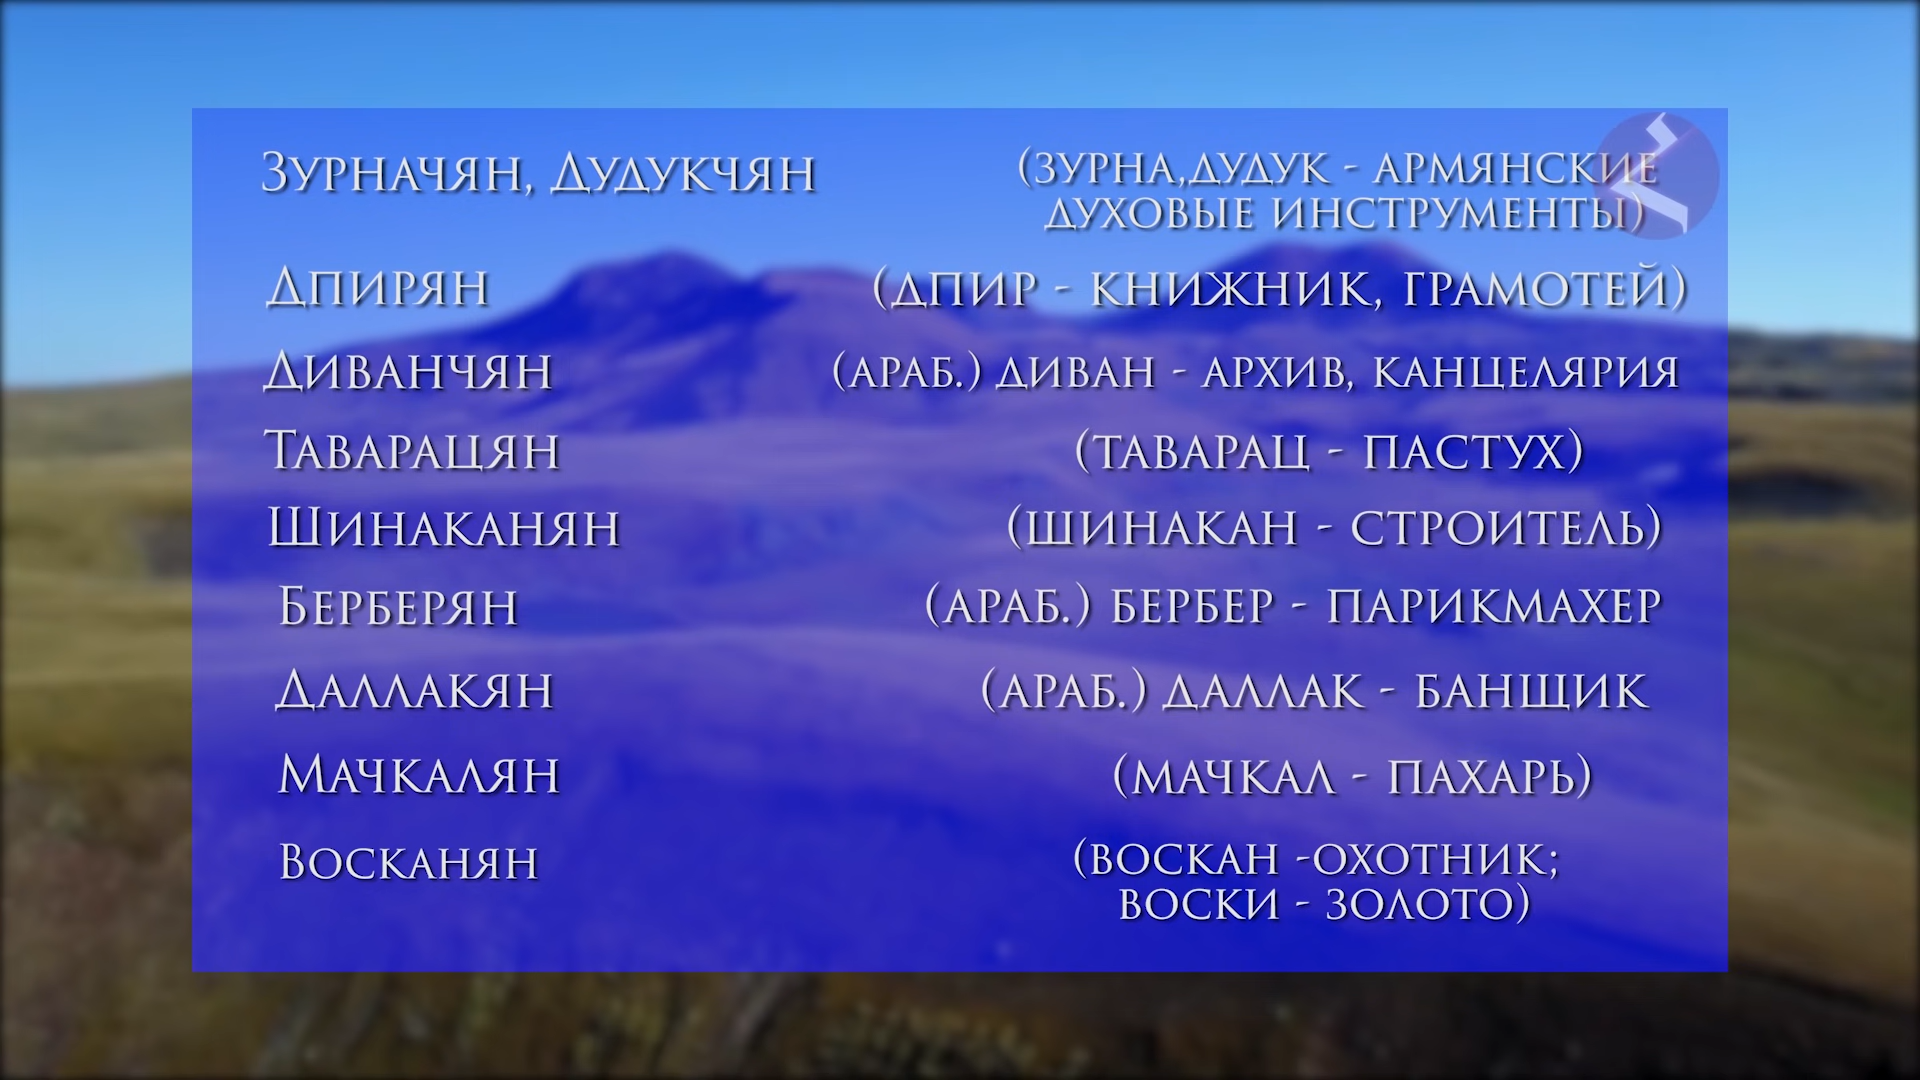 Зурначян, Дудукчян (зурна,дудук - армянские
духовые инструменты)
Дпирян (дпир - книжник, грамотей)
Диванчян (араб.) диван - архив, канцелярия
Таварацян (таварац - пастух)
Шинаканян (шинакан - строитель)
Берберян (араб.) бербер - парикмахер
Даллакян (араб.) даллак - банщик
Мачкалян (мачкал - пахарь)
Восканян (воскан -охотник;
воски - золото)